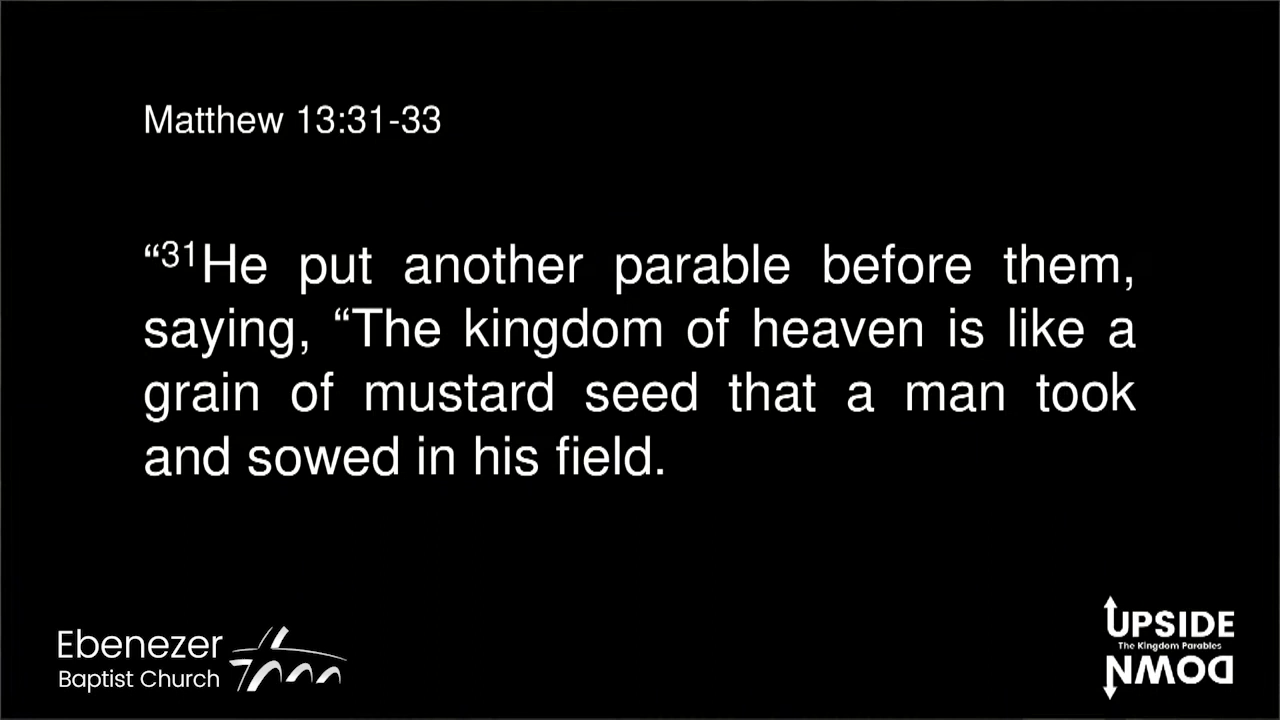 Matthew 13:31-33
“31He put another parable before them,
saying, “The kingdom of heaven is like a
grain of mustard seed that a man took
and sowed in his field.
Ebenezer
Baptist Church
UPSIDE
The Kingdom Parables
DOWN